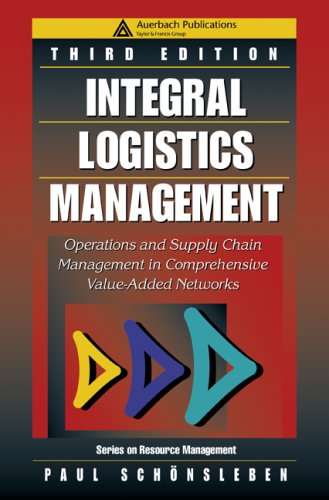 Auerbach Publications
Taylor & Francis Group
THIRD EDITION
INTEGRAL
LOGISTICS
MANAGEMENT
Operations and Supply Chain
Management in Comprehensive
Value-Added Networks
Series on Resource Management
PAUL SCHÖNSLEBEN